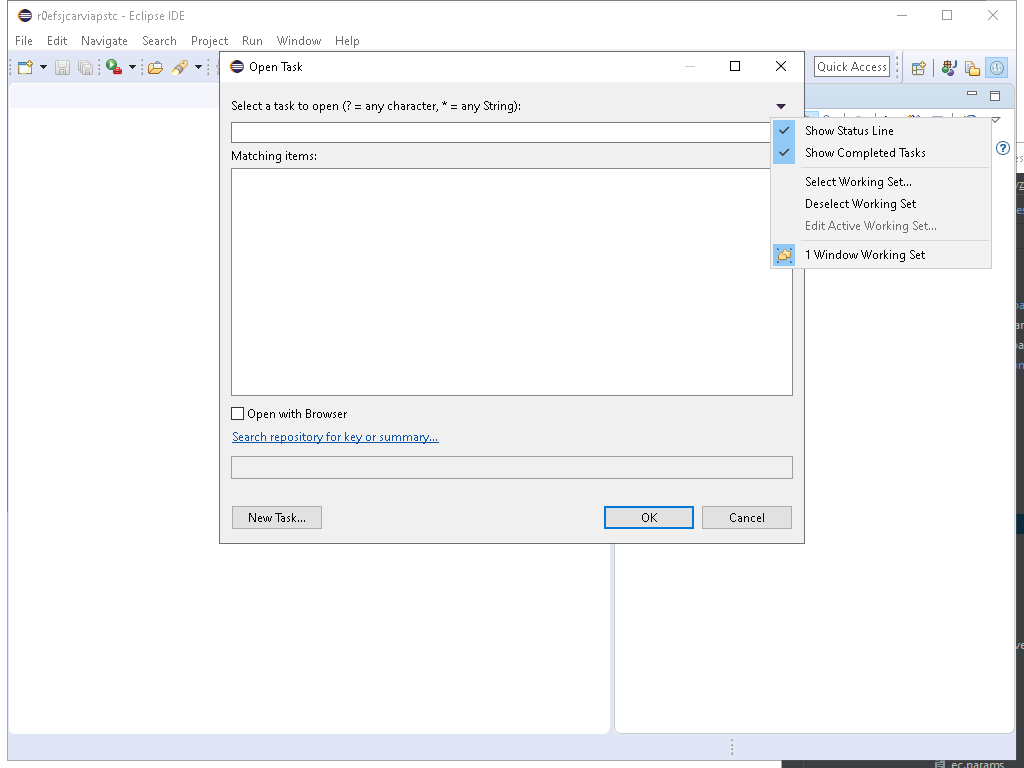 r0efsjcarviapstc - Eclipse IDE
File Edit Navigate Search Project Run Window Help
Open Task
Quick Access
Select a task to open (? = any character, * = any String):
Show Status Line
Matching items:
Show Completed Tasks
Select Working Set...
Deselect Working Set
Edit Active Working Set...
1 Window Working Set
Open with Browser
Search repository for key or summary...
New Task...
OK
Cancel
ec.params